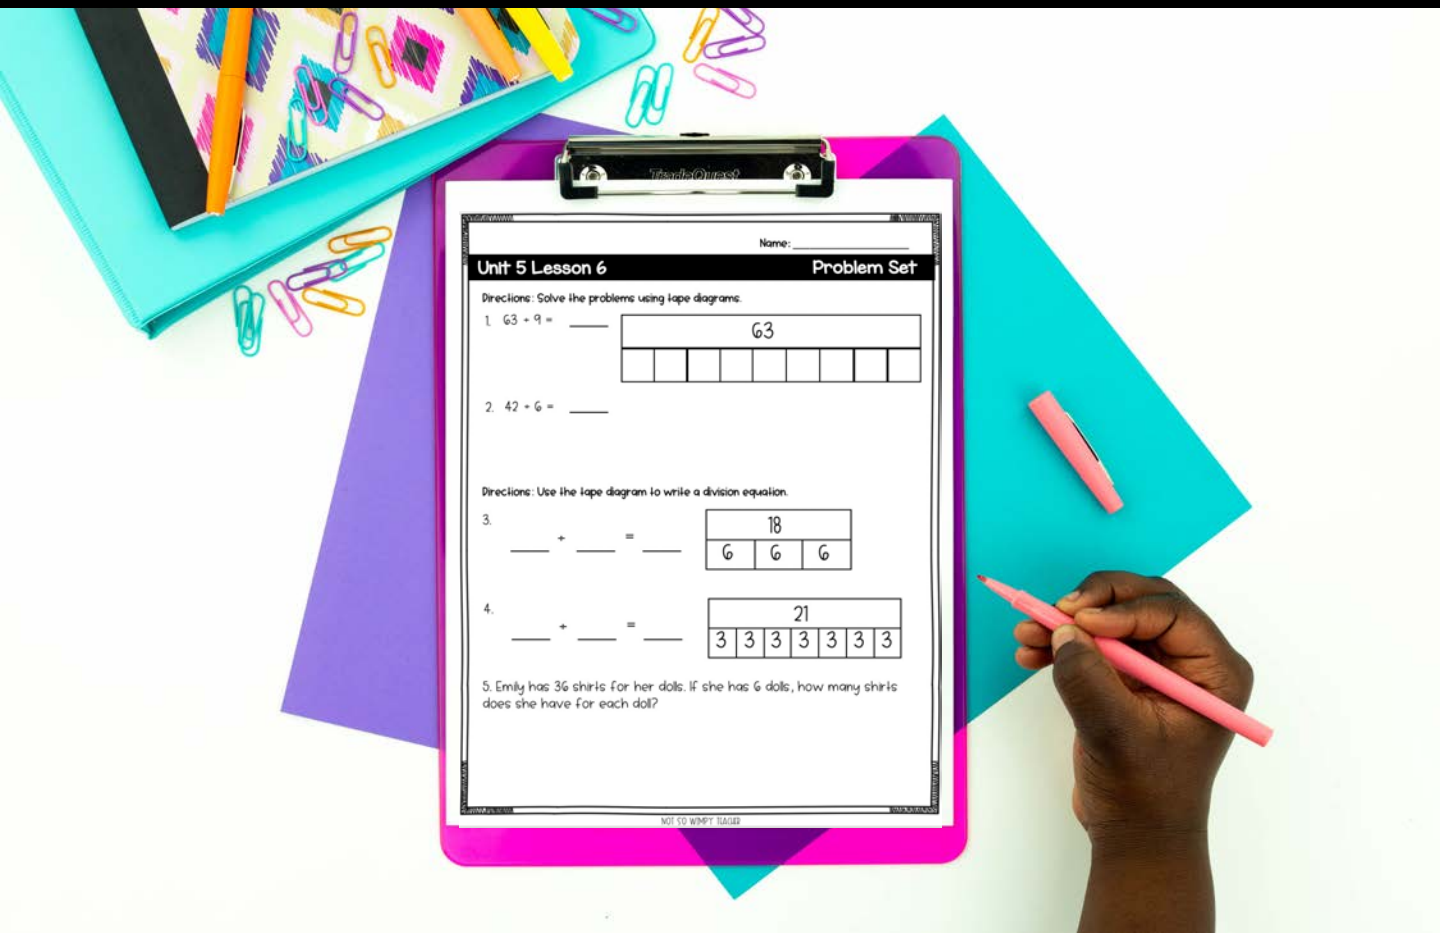 TradeQuest
Name:
Unit 5 Lesson 6 Problem Set
Directions: Solve the problems using tape diagrams.
1. 63 ÷ 9 = 63
2. 42 ÷ 6 =
Directions: Use the tape diagram to write a division equation.
3. 18
÷ = 6 6 6
4. 21
÷ = 3 3 3 3 3 3 3
5. Emily has 36 shirts for her dolls. If she has 6 dolls, how many shirts
does she have for each doll?
NOT SO WIMPY TEACHER